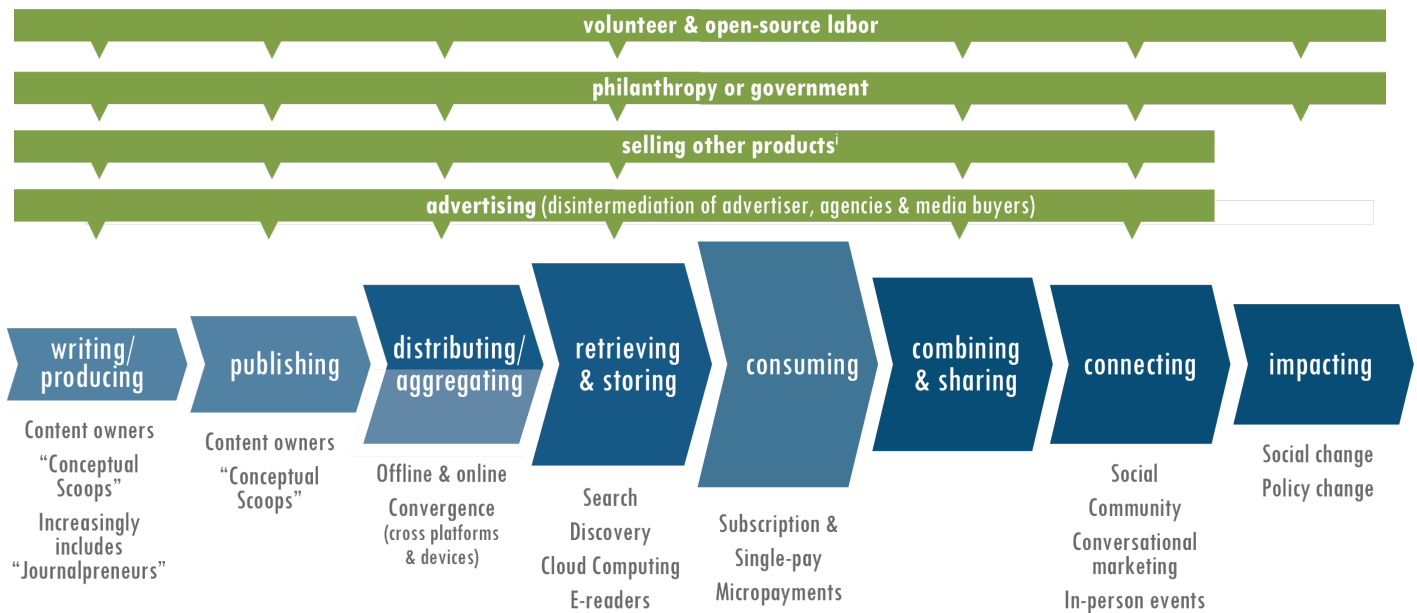 volunteer & open-source labor
philanthropy or government
selling other productsⁱ
advertising (disintermediation of advertiser, agencies & media buyers)
writing/
producing
Content owners
“Conceptual
Scoops”
Increasingly
includes
“Journalpreneurs”
publishing
Content owners
“Conceptual
Scoops”
distributing/
aggregating
Offline & online
Convergence
(cross platforms
& devices)
retrieving
& storing
Search
Discovery
Cloud Computing
E-readers
consuming
Subscription &
Single-pay
Micropayments
combining
& sharing
connecting
Social
Community
Conversational
marketing
In-person events
impacting
Social change
Policy change